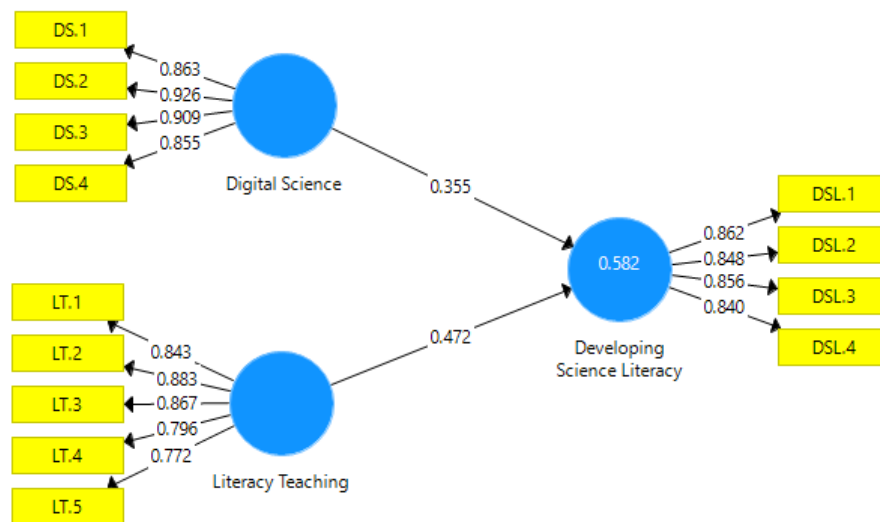 DS.1
0.863
DS.2
0.926
DS.3
0.909
DS.4
0.855
Digital Science
0.355
DSL.1
0.862
DSL.2
0.848
0.582
0.856
DSL.3
0.840
DSL.4
Developing
Science Literacy
LT.1
0.843
LT.2
0.883
LT.3
0.867
LT.4
0.796
0.772
LT.5
0.472
Literacy Teaching